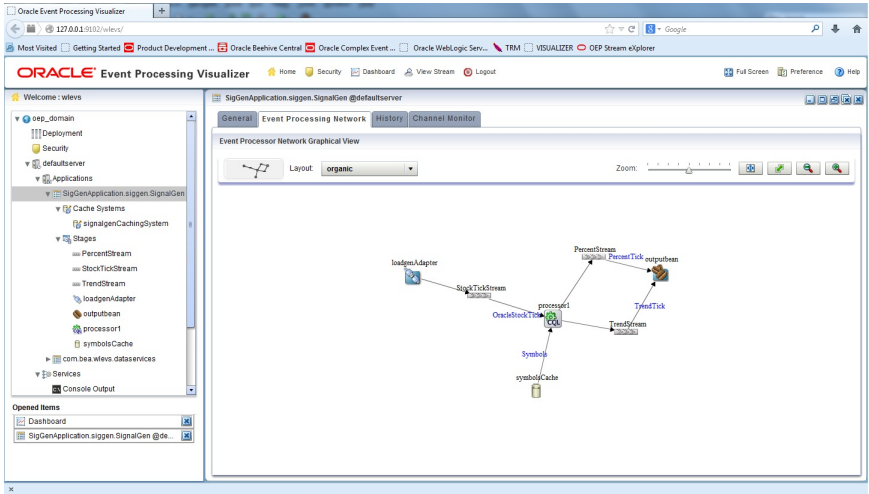 Oracle Event Processing Visualizer
127.0.0.1:9102/wlevs/
Google
Most Visited Getting Started Product Development ... Oracle Beehive Central Oracle Complex Event ... Oracle WebLogic Serv... TRM VISUALIZER OEP Stream eXplorer
ORACLE Event Processing Visualizer Home Security Dashboard View Stream Logout Full Screen Preference Help
Welcome : wlevs
oep_domain
Deployment
Security
defaultserver
Applications
SigGenApplication.siggen.SignalGen
Cache Systems
signalgenCachingSystem
Stages
PercentStream
StockTickStream
TrendStream
loadgenAdapter
outputbean
processor1
symbolsCache
com.bea.wlevs.dataservices
Services
Console Output
Opened Items
Dashboard
SigGenApplication.siggen.SignalGen @de...
SigGenApplication.siggen.SignalGen @defaultserver
General Event Processing Network History Channel Monitor
Event Processor Network Graphical View
Layout: organic Zoom:
loadgenAdapter
StockTickStream
OracleStockTick
processor1
CQL
PercentStream
PercentTick
outputbean
TrendTick
TrendStream
Symbols
symbolsCache